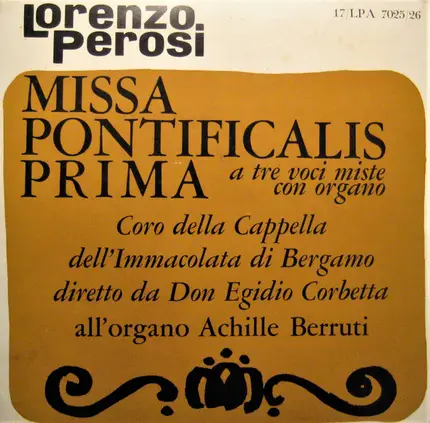 Lorenzo
Perosi
17/LPA 7025/26
MISSA
PONTIFICALIS
PRIMA a tre voci miste
con organo
Coro della Cappella
dell'Immacolata di Bergamo
diretto da Don Egidio Corbetta
all'organo Achille Berruti